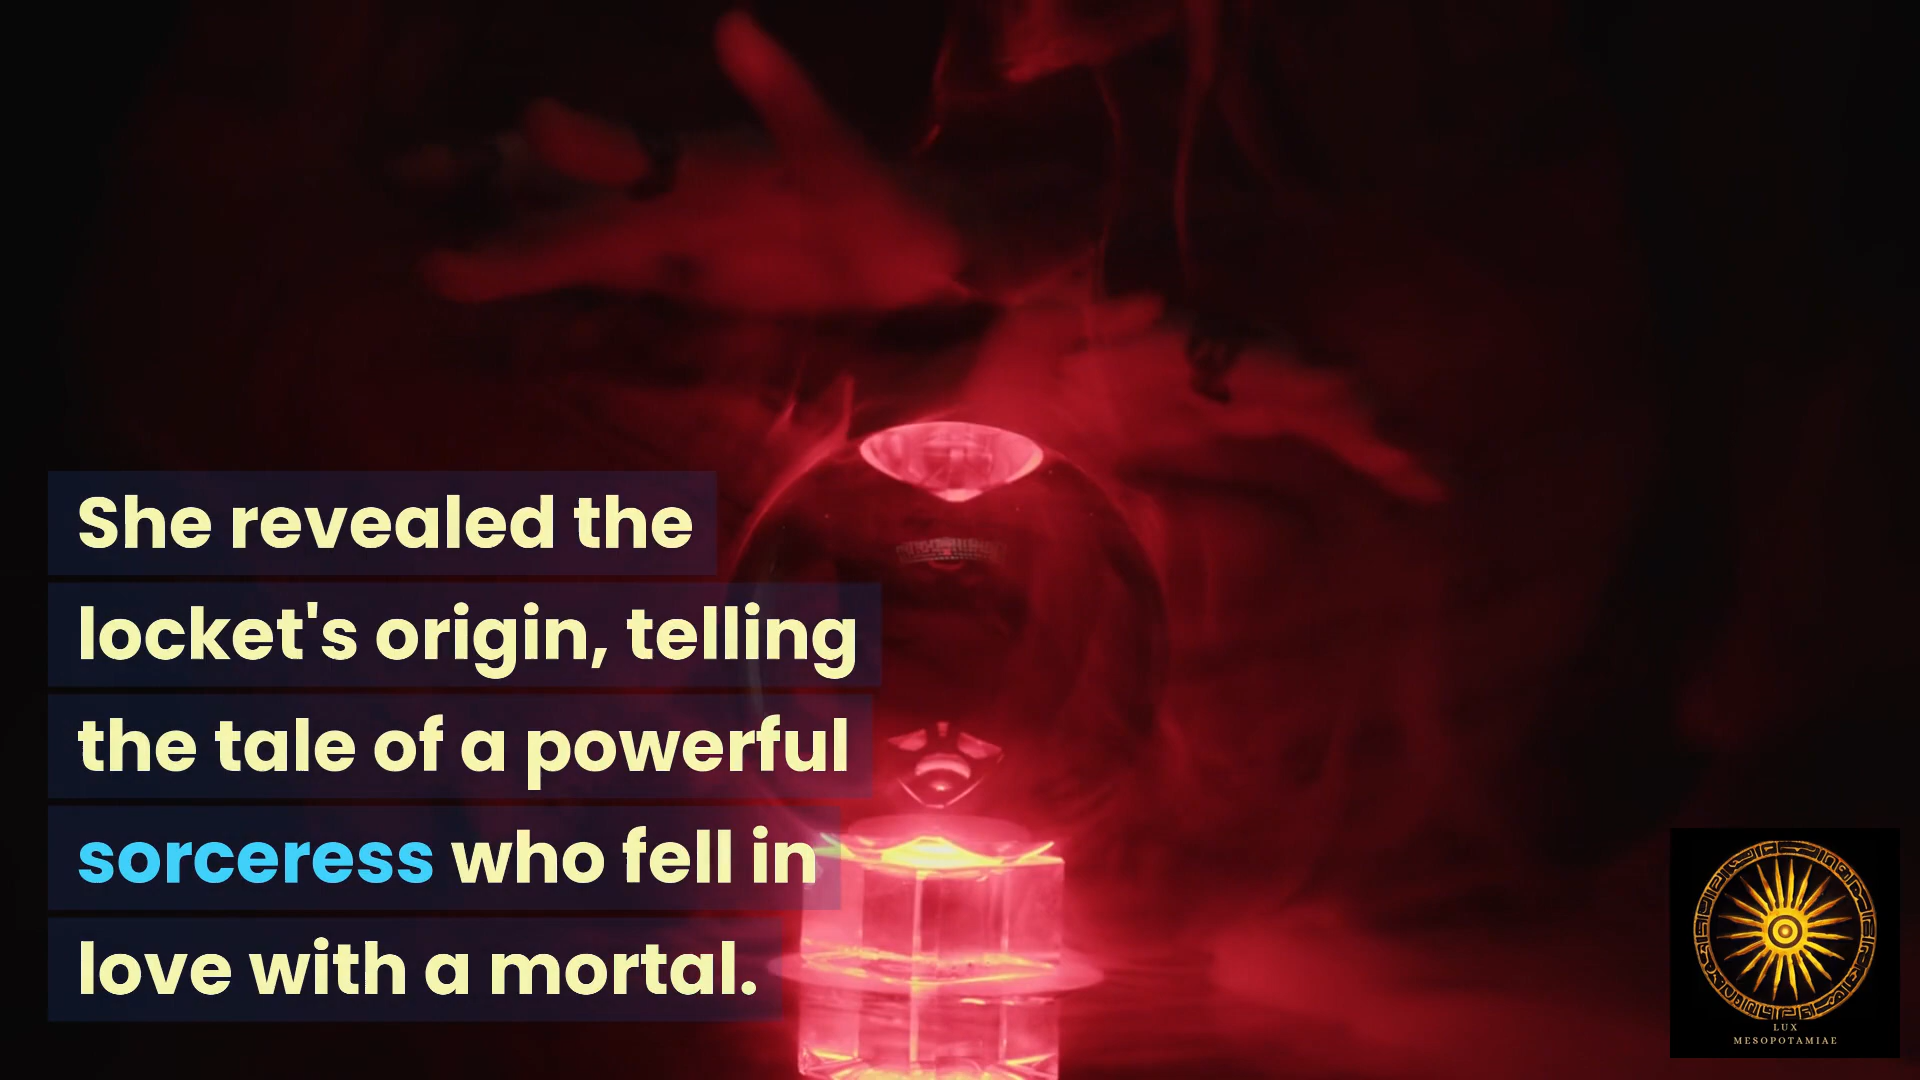 She revealed the
locket's origin, telling
the tale of a powerful
sorceress who fell in
love with a mortal.
LUX
MESOPOTAMIAE